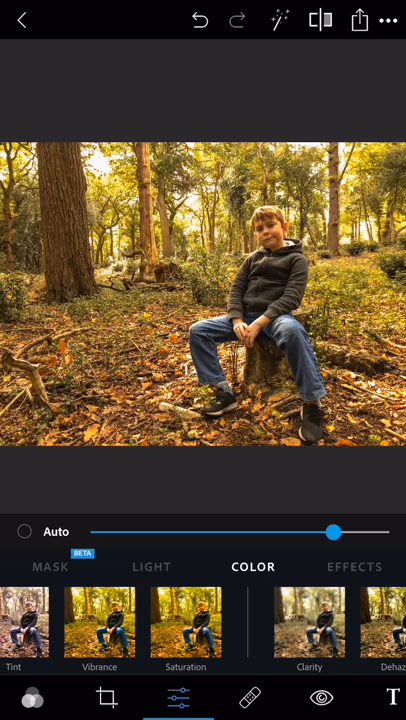 Auto
BETA
MASK LIGHT COLOR EFFECTS
Tint Vibrance Saturation Clarity Dehaz
T